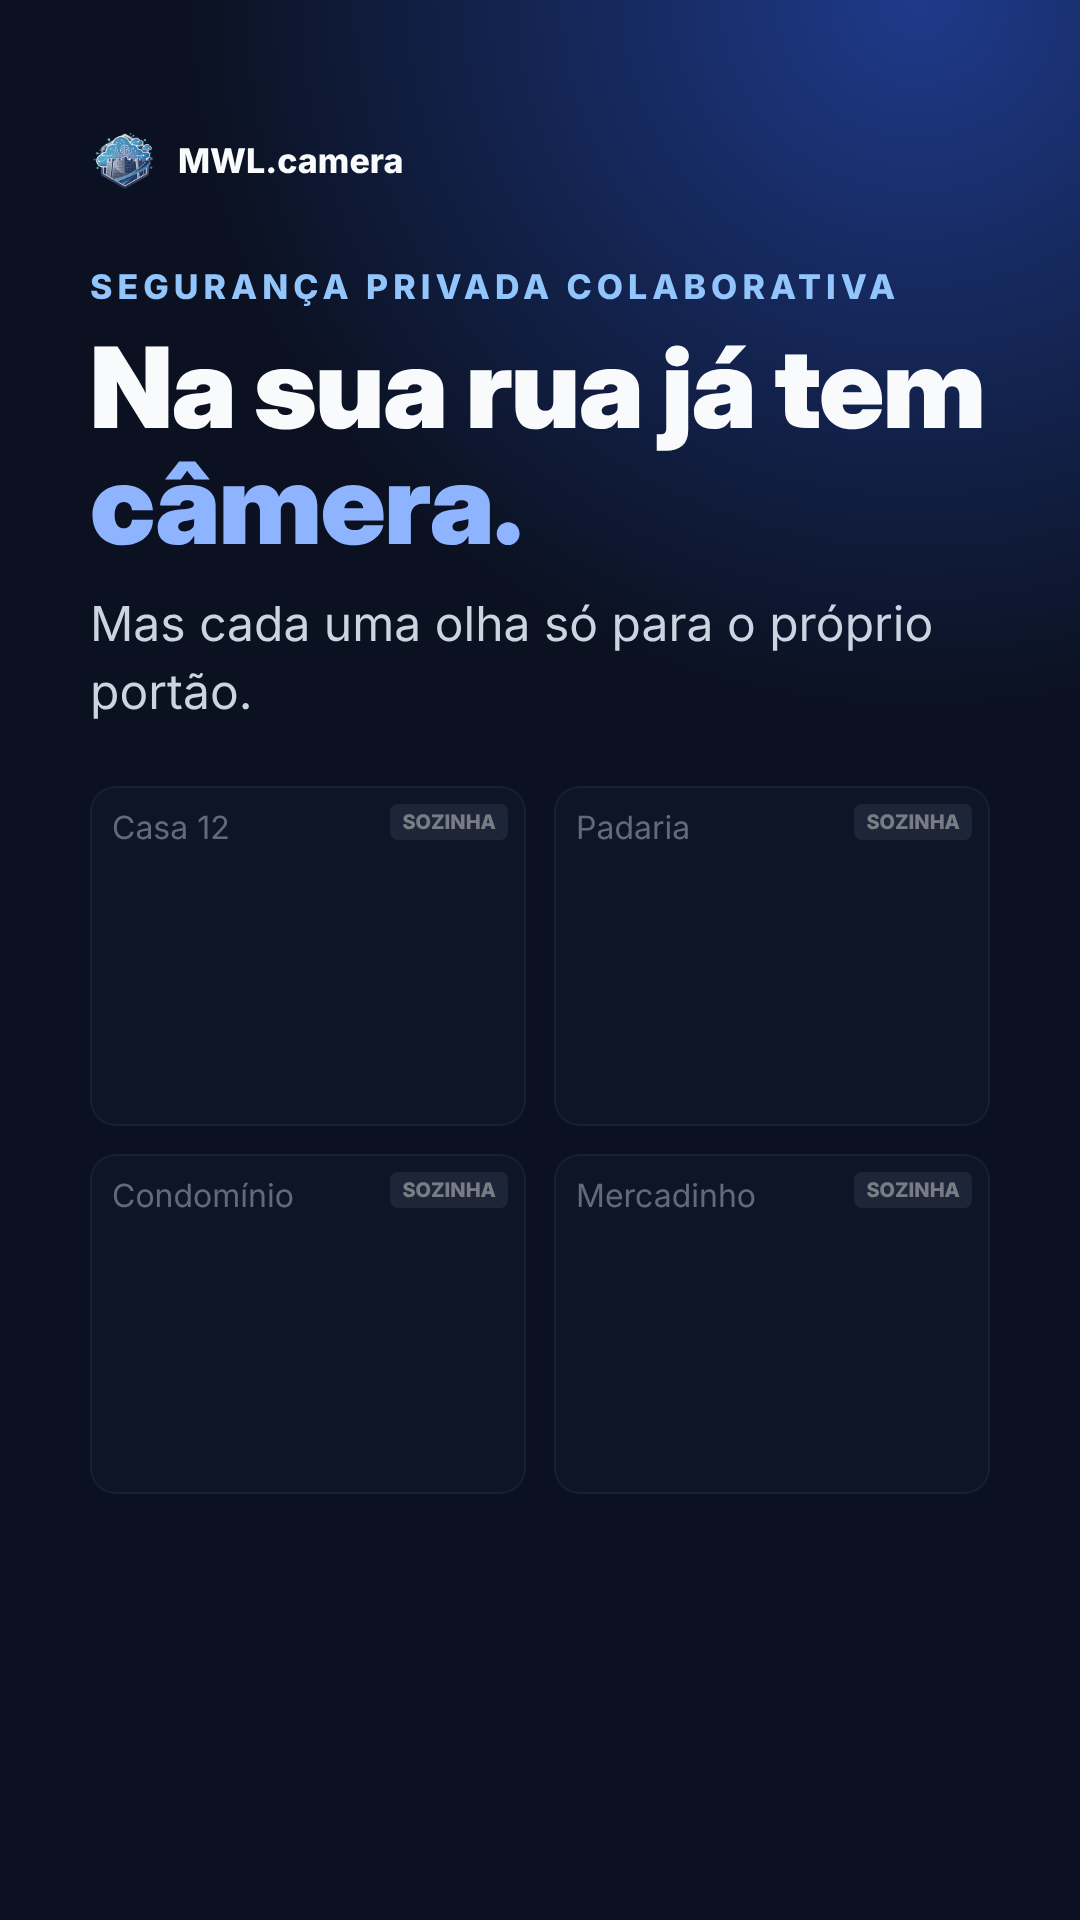 MWL.camera
SEGURANÇA PRIVADA COLABORATIVA
Na sua rua já tem
câmera.
Mas cada uma olha só para o próprio
portão.
Casa 12
SOZINHA
Padaria
SOZINHA
Condomínio
SOZINHA
Mercadinho
SOZINHA